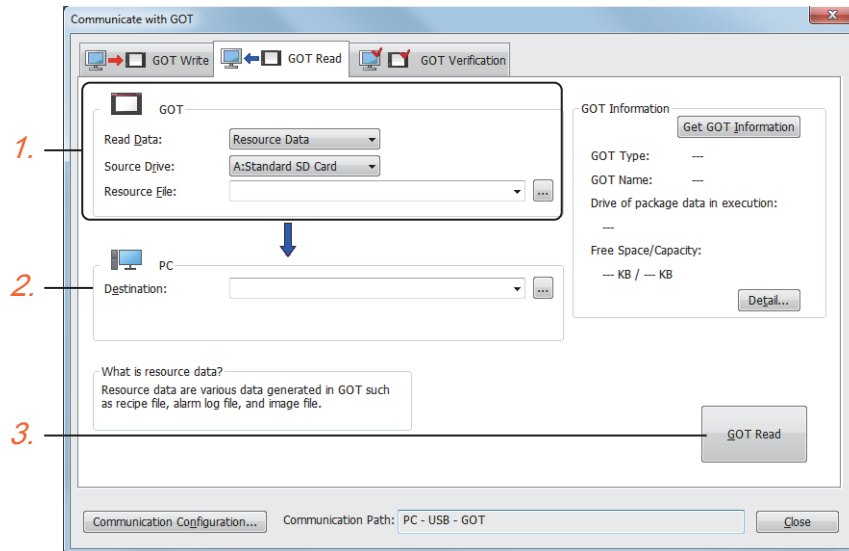 Communicate with GOT
GOT Write
GOT Read
GOT Verification
1.
GOT
Read Data:
Resource Data
Source Drive:
A:Standard SD Card
Resource File:
...
2.
PC
Destination:
...
What is resource data?
Resource data are various data generated in GOT such
as recipe file, alarm log file, and image file.
GOT Information
Get GOT Information
GOT Type:
---
GOT Name:
---
Drive of package data in execution:
---
Free Space/Capacity:
--- KB / --- KB
Detail...
3.
GOT Read
Communication Configuration...
Communication Path:
PC - USB - GOT
Close